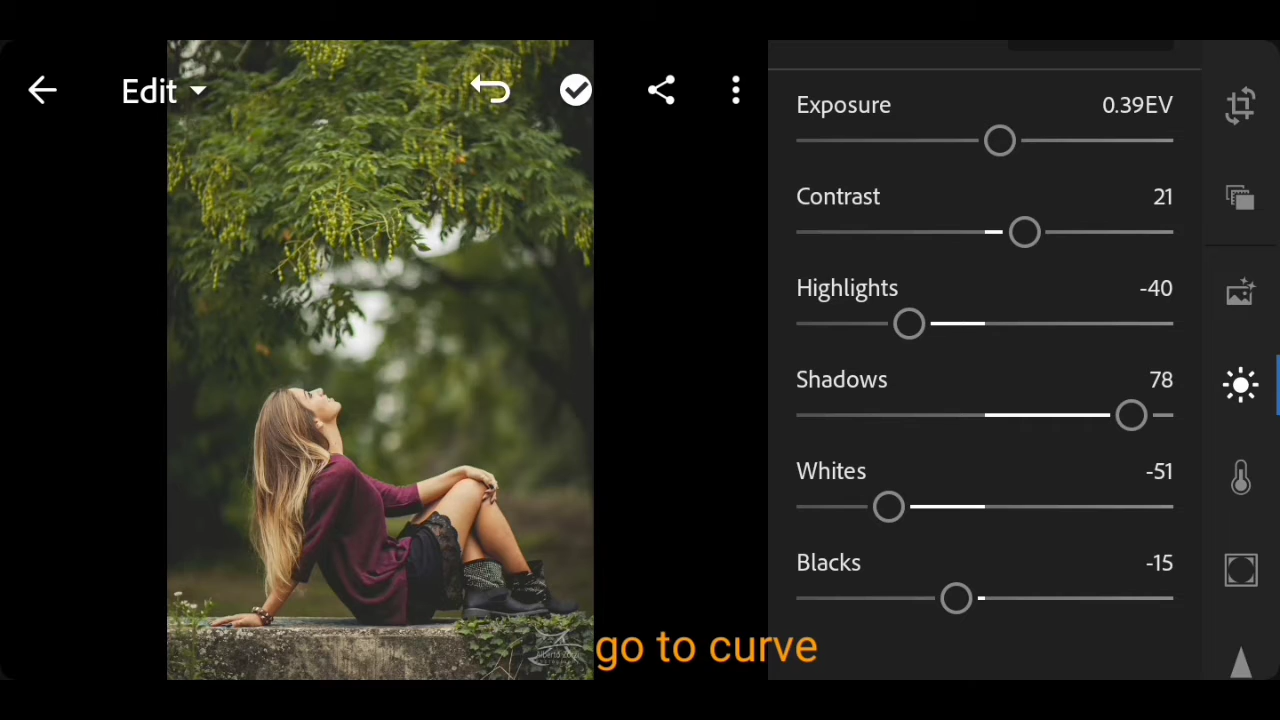 Edit
Exposure 0.39EV
Contrast 21
Highlights -40
Shadows 78
Whites -51
Blacks -15
go to curve